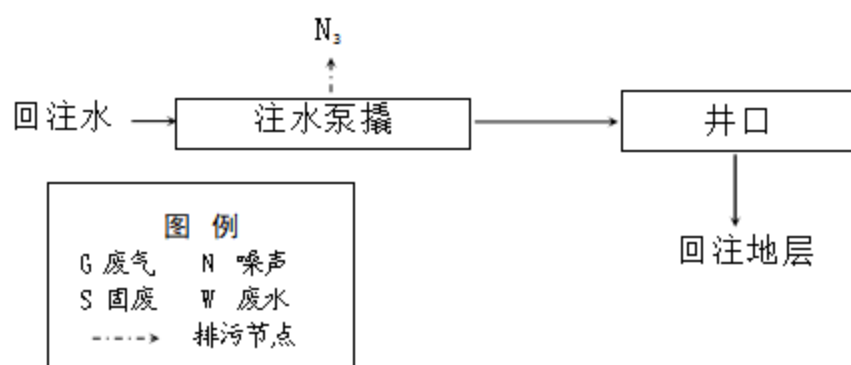 N₃
回注水
注水泵撬
井口
回注地层
图 例
G 废气 N 噪声
S 固废 W 废水
排污节点